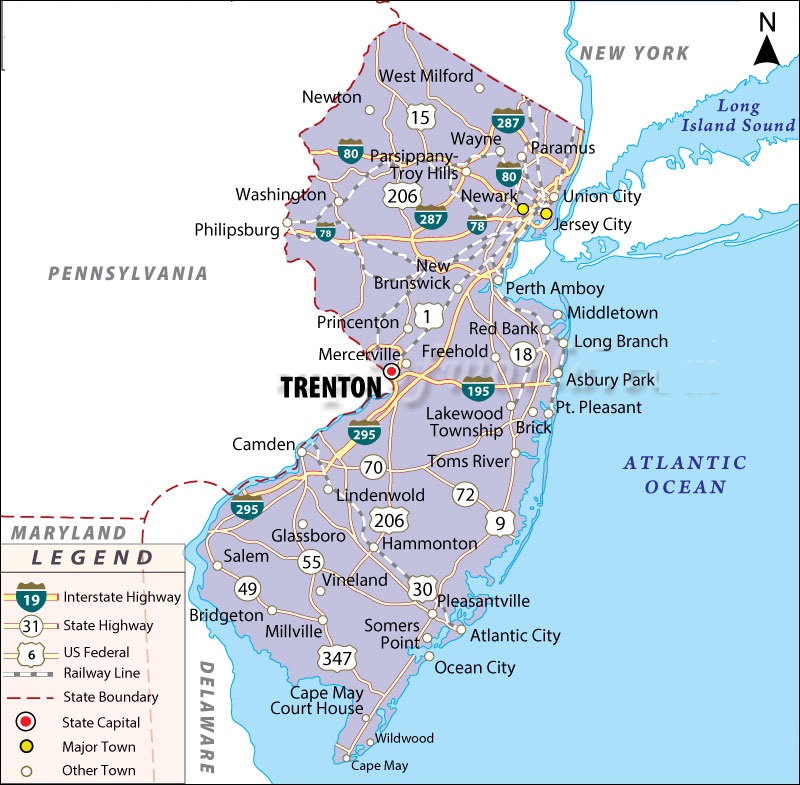 N
NEW YORK
West Milford
Newton
15
287
Long
Island Sound
Wayne
Paramus
80
Parsippany-
Troy Hills
80
Washington
206
Newark
Union City
287
78
Jersey City
Philipsburg
78
PENNSYLVANIA
New
Brunswick
Perth Amboy
Princenton
1
Middletown
Red Bank
Long Branch
Mercerville
Freehold
18
TRENTON
195
Asbury Park
Lakewood
Township
Pt. Pleasant
Brick
295
Camden
70
Toms River
ATLANTIC
OCEAN
295
Lindenwold
72
206
9
MARYLAND
Glassboro
Hammonton
LEGEND
Salem
55
Vineland
49
30
19
Interstate Highway
Pleasantville
31
State Highway
Bridgeton
Millville
Somers
Point
Atlantic City
6
US Federal
347
Ocean City
Railway Line
State Boundary
Cape May
Court House
State Capital
Major Town
Wildwood
Other Town
Cape May
DELAWARE